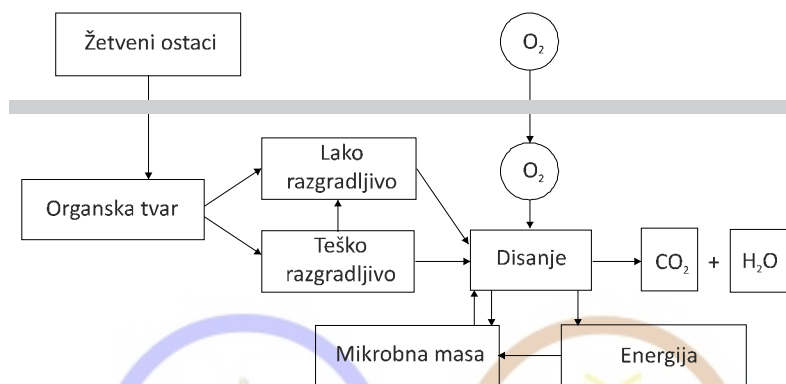 Žetveni ostaci
O₂
O₂
Lako
razgradljivo
Organska tvar
Teško
razgradljivo
Disanje
CO₂ + H₂O
Mikrobna masa
Energija